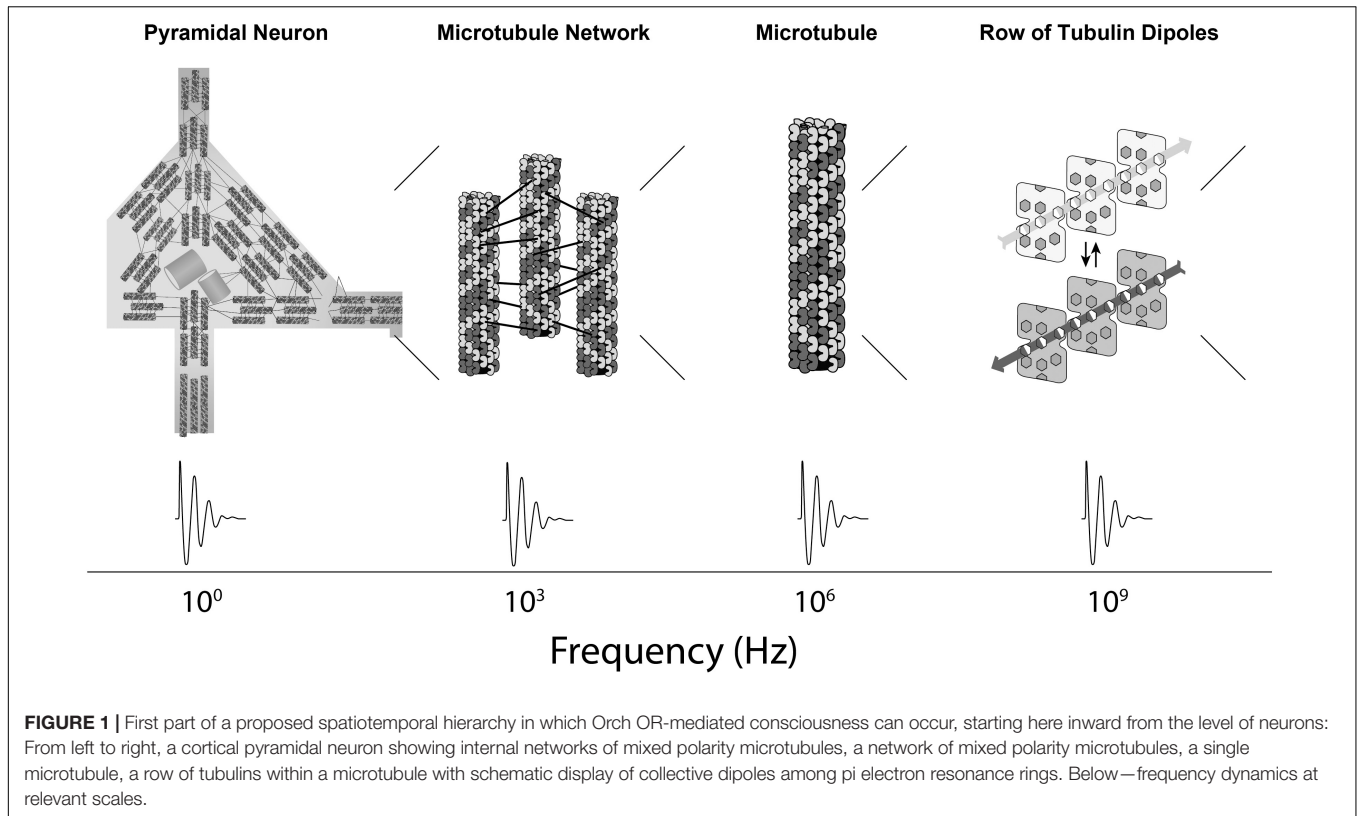 Pyramidal Neuron Microtubule Network Microtubule Row of Tubulin Dipoles
10⁰ 10³ 10⁶ 10⁹
Frequency (Hz)
FIGURE 1 | First part of a proposed spatiotemporal hierarchy in which Orch OR-mediated consciousness can occur, starting here inward from the level of neurons:
From left to right, a cortical pyramidal neuron showing internal networks of mixed polarity microtubules, a network of mixed polarity microtubules, a single
microtubule, a row of tubulins within a microtubule with schematic display of collective dipoles among pi electron resonance rings. Below—frequency dynamics at
relevant scales.